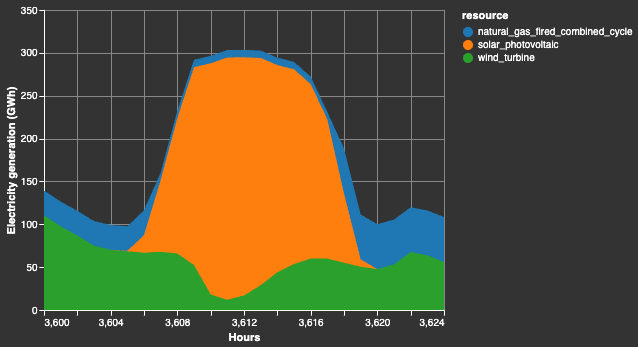 350
300
250
200
150
100
50
0
Electricity generation (GWh)
3,600
3,604
3,608
3,612
3,616
3,620
3,624
Hours
resource
natural_gas_fired_combined_cycle
solar_photovoltaic
wind_turbine